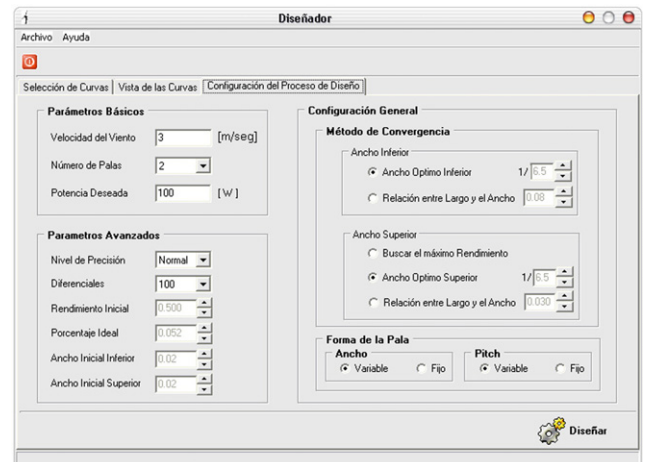 Diseñador
Archivo Ayuda
Selección de Curvas Vista de las Curvas Configuración del Proceso de Diseño
Parámetros Básicos
Velocidad del Viento 3 [m/seg]
Número de Palas 2
Potencia Deseada 100 [W]
Parametros Avanzados
Nivel de Precisión Normal
Diferenciales 100
Rendimiento Inicial 0.500
Porcentaje Ideal 0.052
Ancho Inicial Inferior 0.02
Ancho Inicial Superior 0.02
Configuración General
Método de Convergencia
Ancho Inferior
Ancho Optimo Inferior 1/ 6.5
Relación entre Largo y el Ancho 0.08
Ancho Superior
Buscar el máximo Rendimiento
Ancho Optimo Superior 1/ 6.5
Relación entre Largo y el Ancho 0.030
Forma de la Pala
Ancho
Variable Fijo
Pitch
Variable Fijo
Diseñar